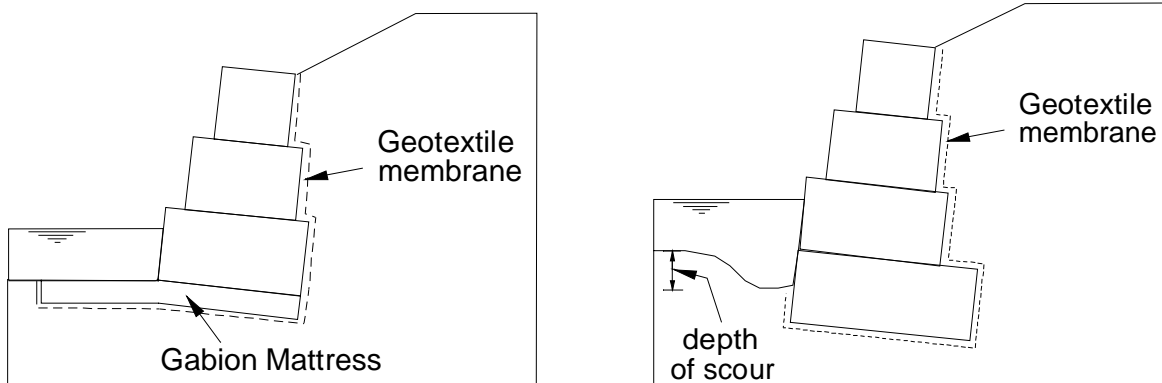 Geotextile
membrane
Gabion Mattress
Geotextile
membrane
depth
of scour